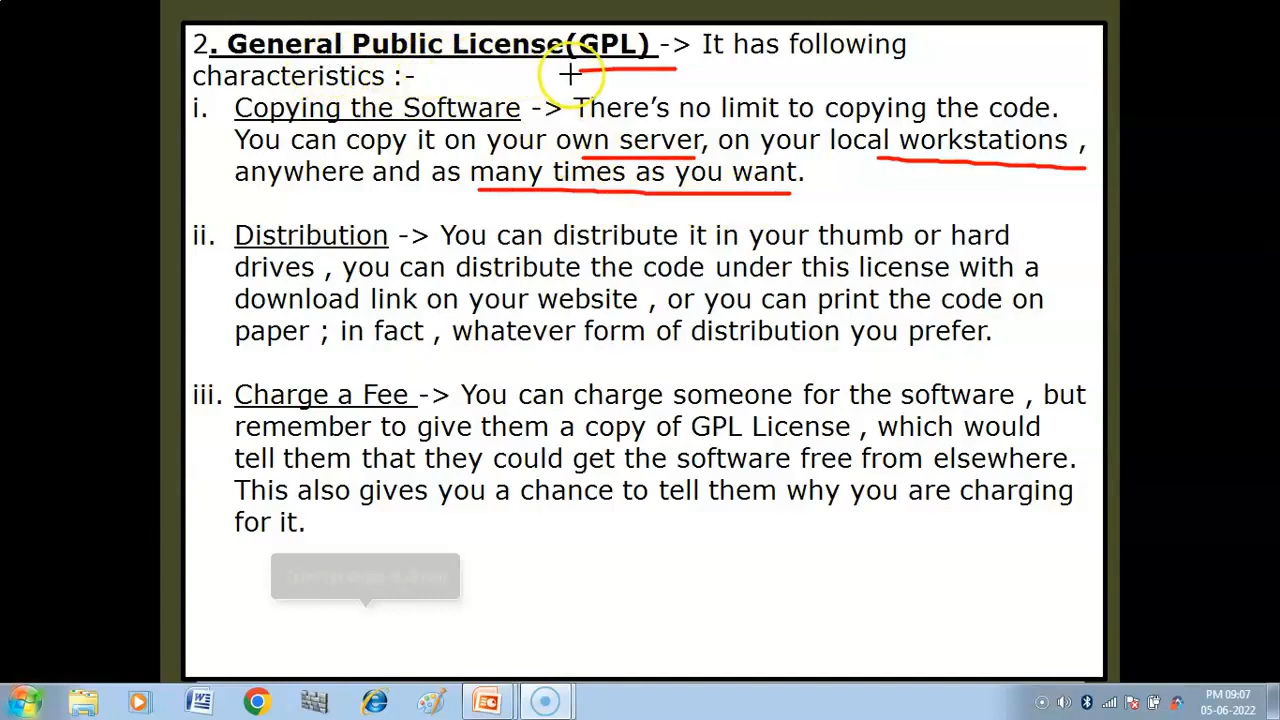 2. General Public License(GPL) -> It has following
characteristics :-
i. Copying the Software -> There's no limit to copying the code.
You can copy it on your own server, on your local workstations ,
anywhere and as many times as you want.
ii. Distribution -> You can distribute it in your thumb or hard
drives , you can distribute the code under this license with a
download link on your website , or you can print the code on
paper ; in fact , whatever form of distribution you prefer.
iii. Charge a Fee -> You can charge someone for the software , but
remember to give them a copy of GPL License , which would
tell them that they could get the software free from elsewhere.
This also gives you a chance to tell them why you are charging
for it.
PM 09:07
05-06-2022